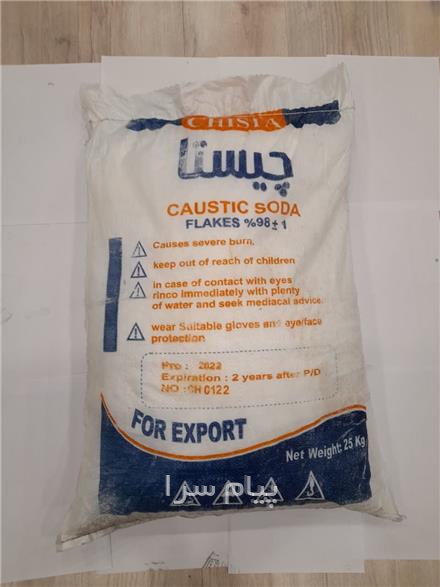 CHISTA
چیستا
CAUSTIC SODA
FLAKES %98±1
Causes severe burn.
keep out of reach of children
in case of contact with eyes
rinco immediately with plenty
of water and seek mediacal advice
wear Suitable gloves and aye/face
protection
Pro : 2022
Expiration : 2 years after P/D
NO :CH 0122
FOR EXPORT
Net Weight: 25 Kg
پیام سرا